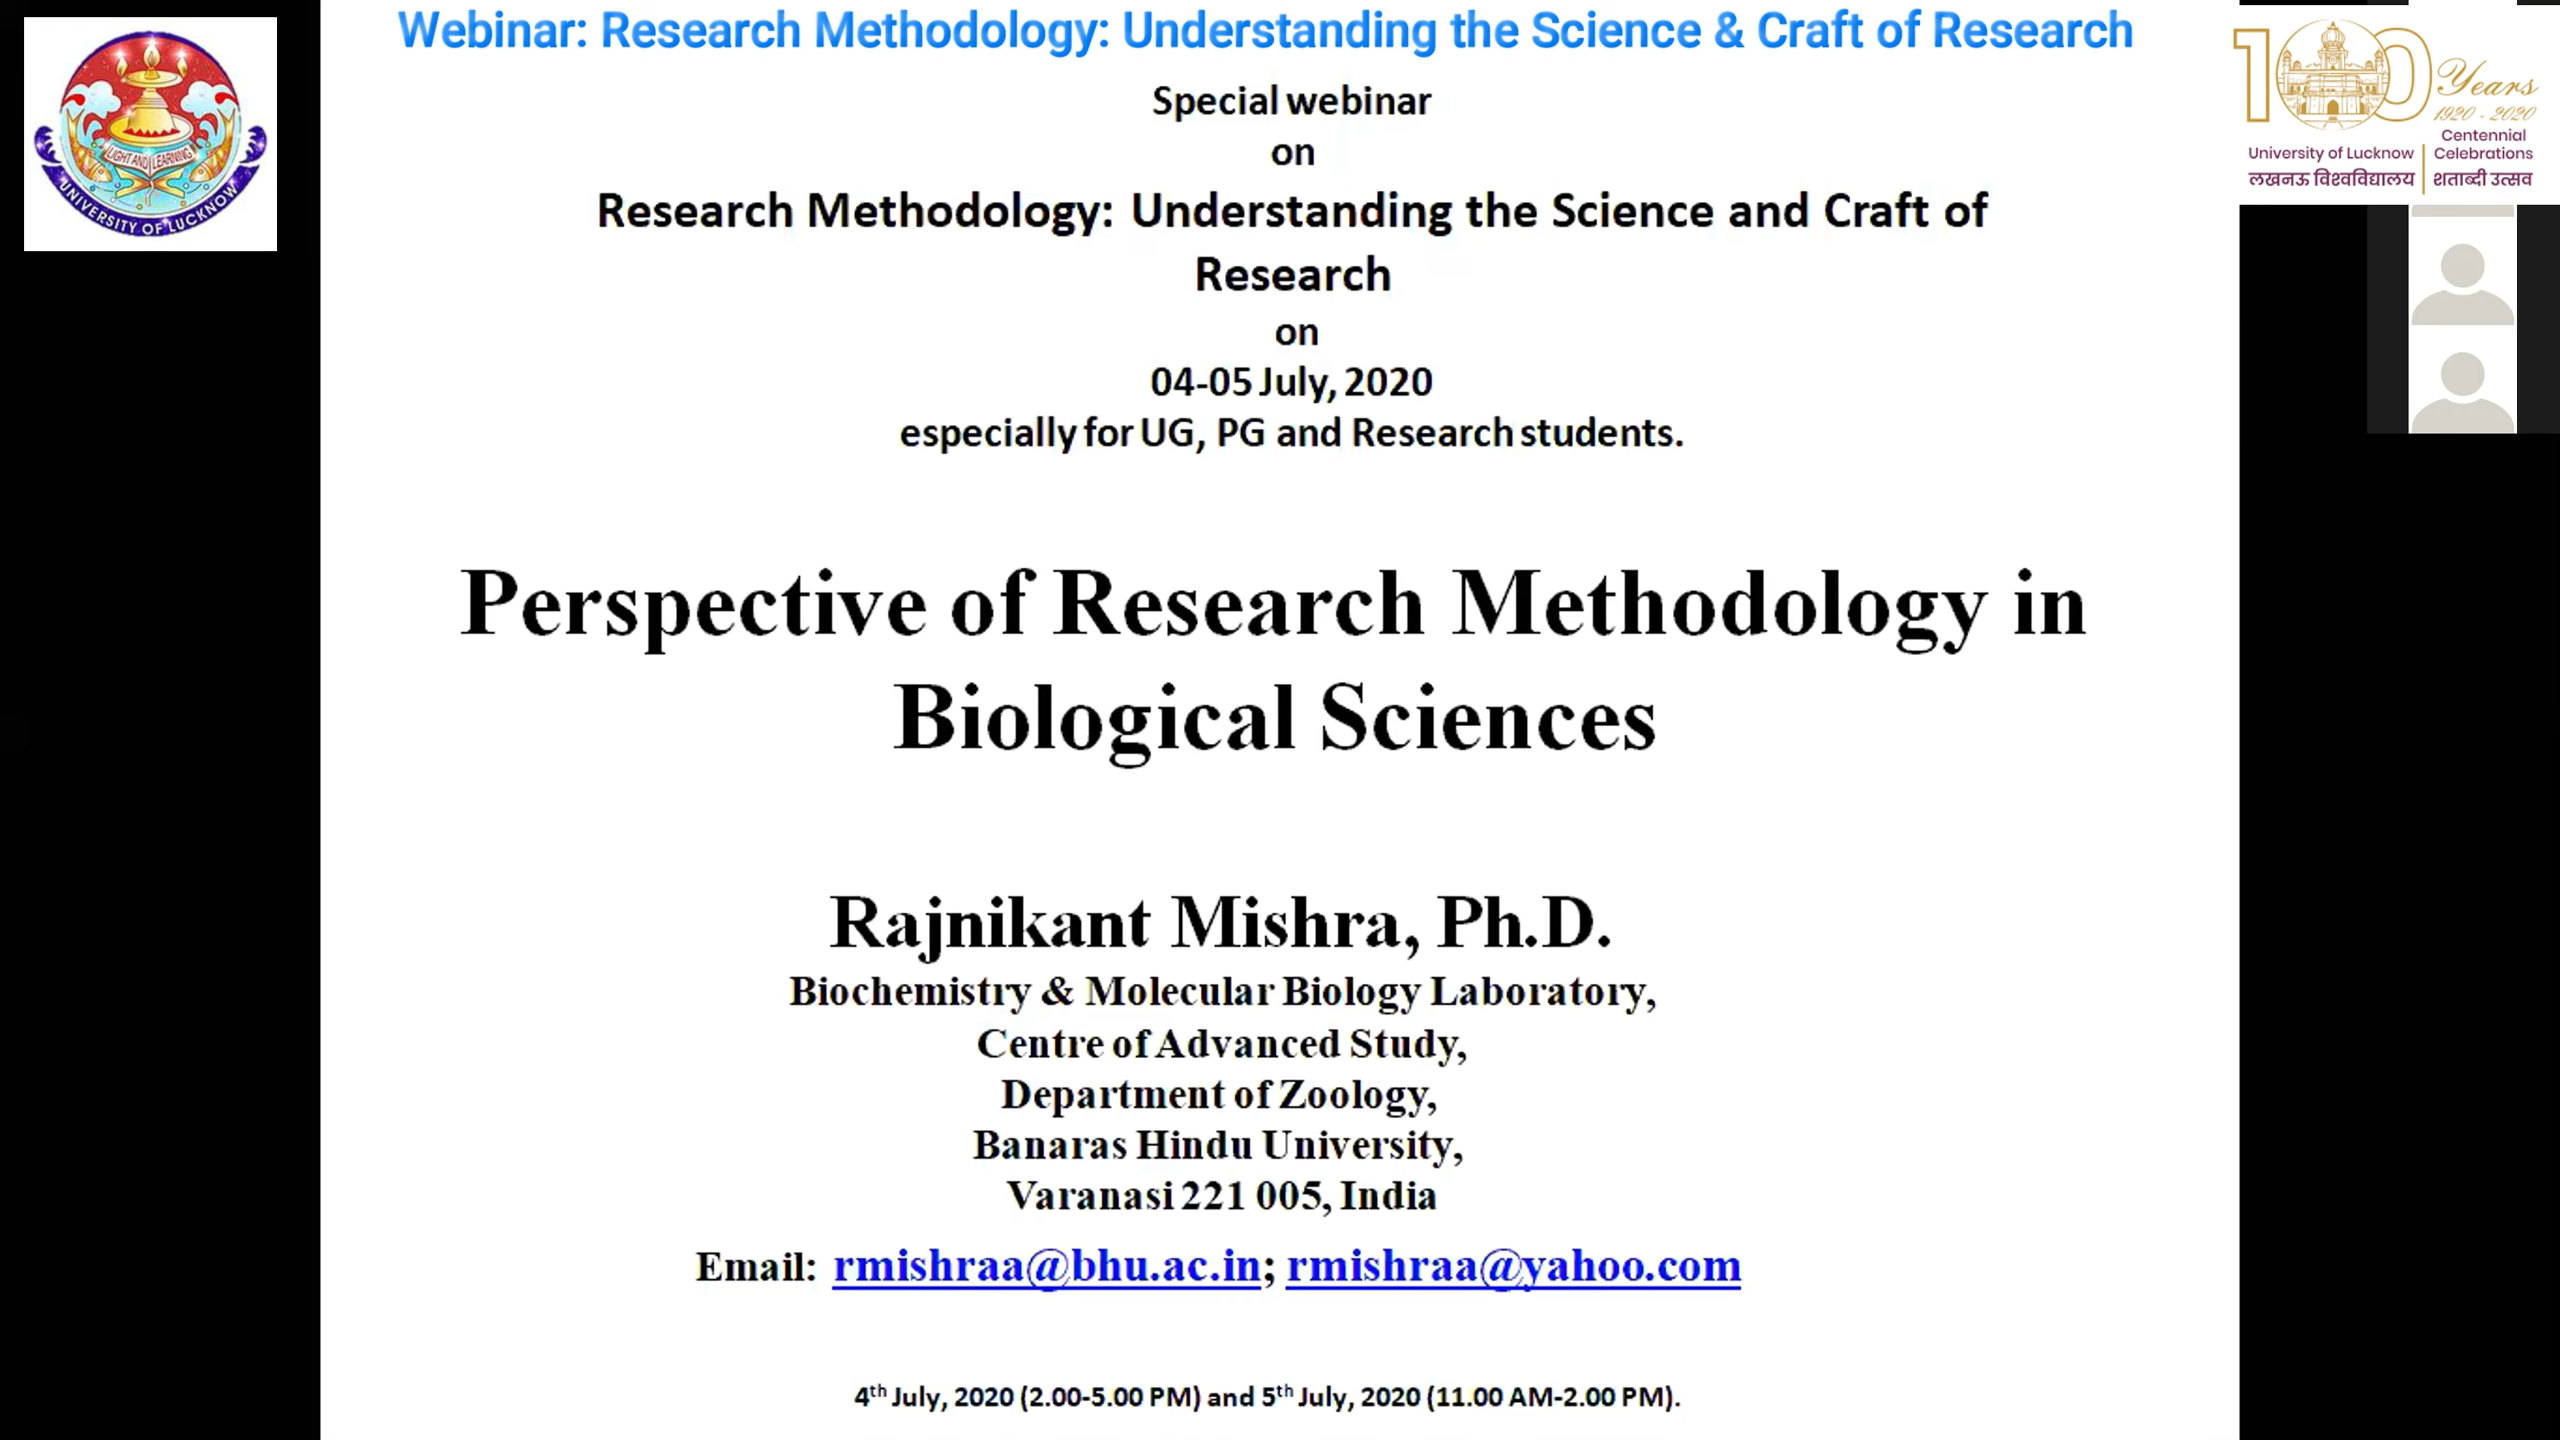 Webinar: Research Methodology: Understanding the Science & Craft of Research
LIGHT AND LEARNING
UNIVERSITY OF LUCKNOW
100 Years
1920 - 2020
Centennial
Celebrations
University of Lucknow
लखनऊ विश्वविद्यालय
शताब्दी उत्सव
Special webinar
on
Research Methodology: Understanding the Science and Craft of
Research
on
04-05 July, 2020
especially for UG, PG and Research students.
Perspective of Research Methodology in
Biological Sciences
Rajnikant Mishra, Ph.D.
Biochemistry & Molecular Biology Laboratory,
Centre of Advanced Study,
Department of Zoology,
Banaras Hindu University,
Varanasi 221 005, India
Email: rmishraa@bhu.ac.in; rmishraa@yahoo.com
4th July, 2020 (2.00-5.00 PM) and 5th July, 2020 (11.00 AM-2.00 PM).